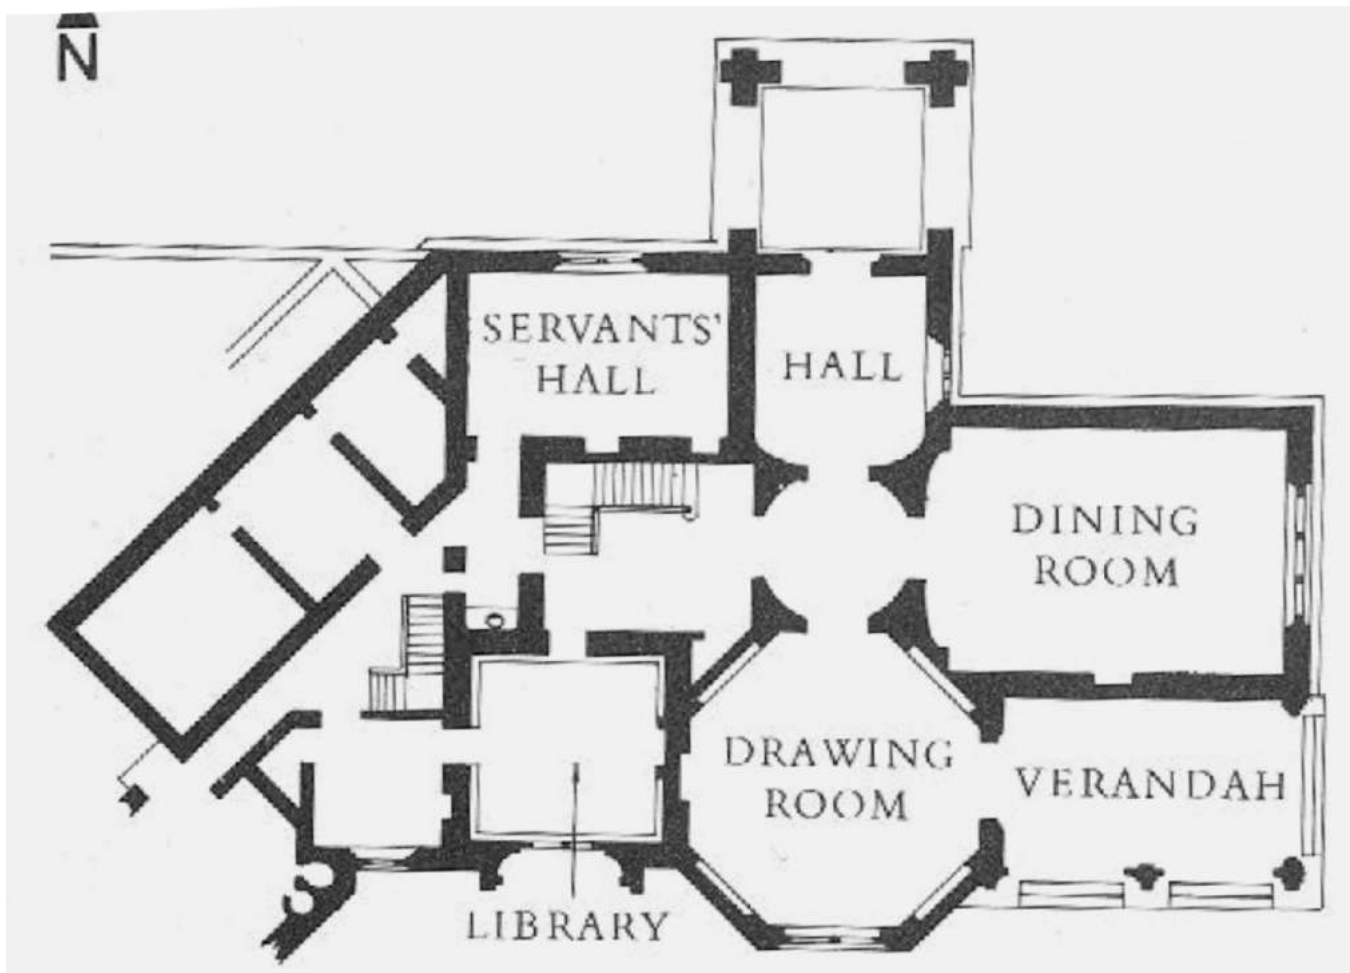 N
SERVANTS'
HALL
HALL
DINING
ROOM
DRAWING
ROOM
VERANDAH
LIBRARY